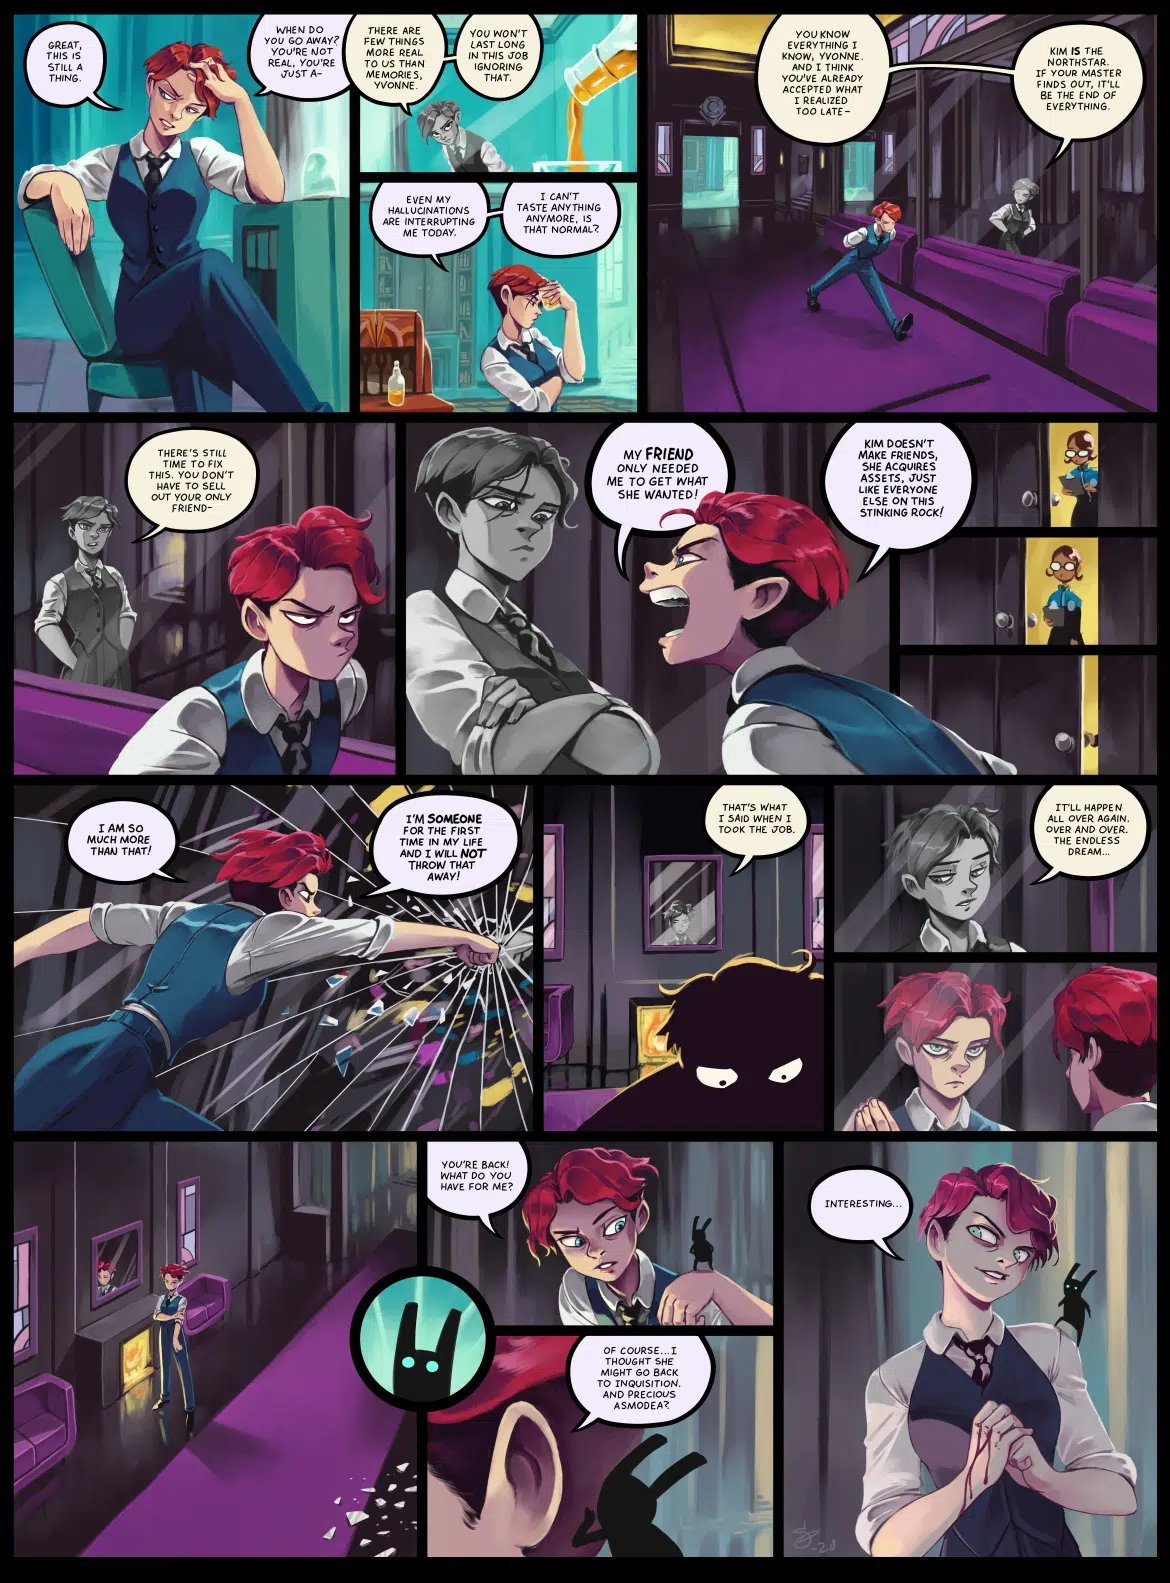 GREAT,
THIS IS
STILL A
THING.
WHEN DO
YOU GO AWAY?
YOU'RE NOT
REAL, YOU'RE
JUST A-
THERE ARE
FEW THINGS
MORE REAL
TO US THAN
MEMORIES,
YVONNE.
YOU WON'T
LAST LONG
IN THIS JOB
IGNORING
THAT.
EVEN MY
HALLUCINATIONS
ARE INTERRUPTING
ME TODAY.
I CAN'T
TASTE ANYTHING
ANYMORE, IS
THAT NORMAL?
YOU KNOW
EVERYTHING I
KNOW, YVONNE.
AND I THINK
YOU'VE ALREADY
ACCEPTED WHAT
I REALIZED
TOO LATE-
KIM IS THE
NORTHSTAR.
IF YOUR MASTER
FINDS OUT, IT'LL
BE THE END OF
EVERYTHING.
THERE'S STILL
TIME TO FIX
THIS. YOU DON'T
HAVE TO SELL
OUT YOUR ONLY
FRIEND-
MY FRIEND
ONLY NEEDED
ME TO GET WHAT
SHE WANTED!
KIM DOESN'T
MAKE FRIENDS,
SHE ACQUIRES
ASSETS, JUST
LIKE EVERYONE
ELSE ON THIS
STINKING ROCK!
I AM SO
MUCH MORE
THAN THAT!
I'M SOMEONE
FOR THE FIRST
TIME IN MY LIFE
AND I WILL NOT
THROW THAT
AWAY!
THAT'S WHAT
I SAID WHEN I
TOOK THE JOB.
IT'LL HAPPEN
ALL OVER AGAIN.
OVER AND OVER.
THE ENDLESS
DREAM...
YOU'RE BACK!
WHAT DO YOU
HAVE FOR ME?
OF COURSE...I
THOUGHT SHE
MIGHT GO BACK
TO INQUISITION.
AND PRECIOUS
ASMODEA?
INTERESTING...